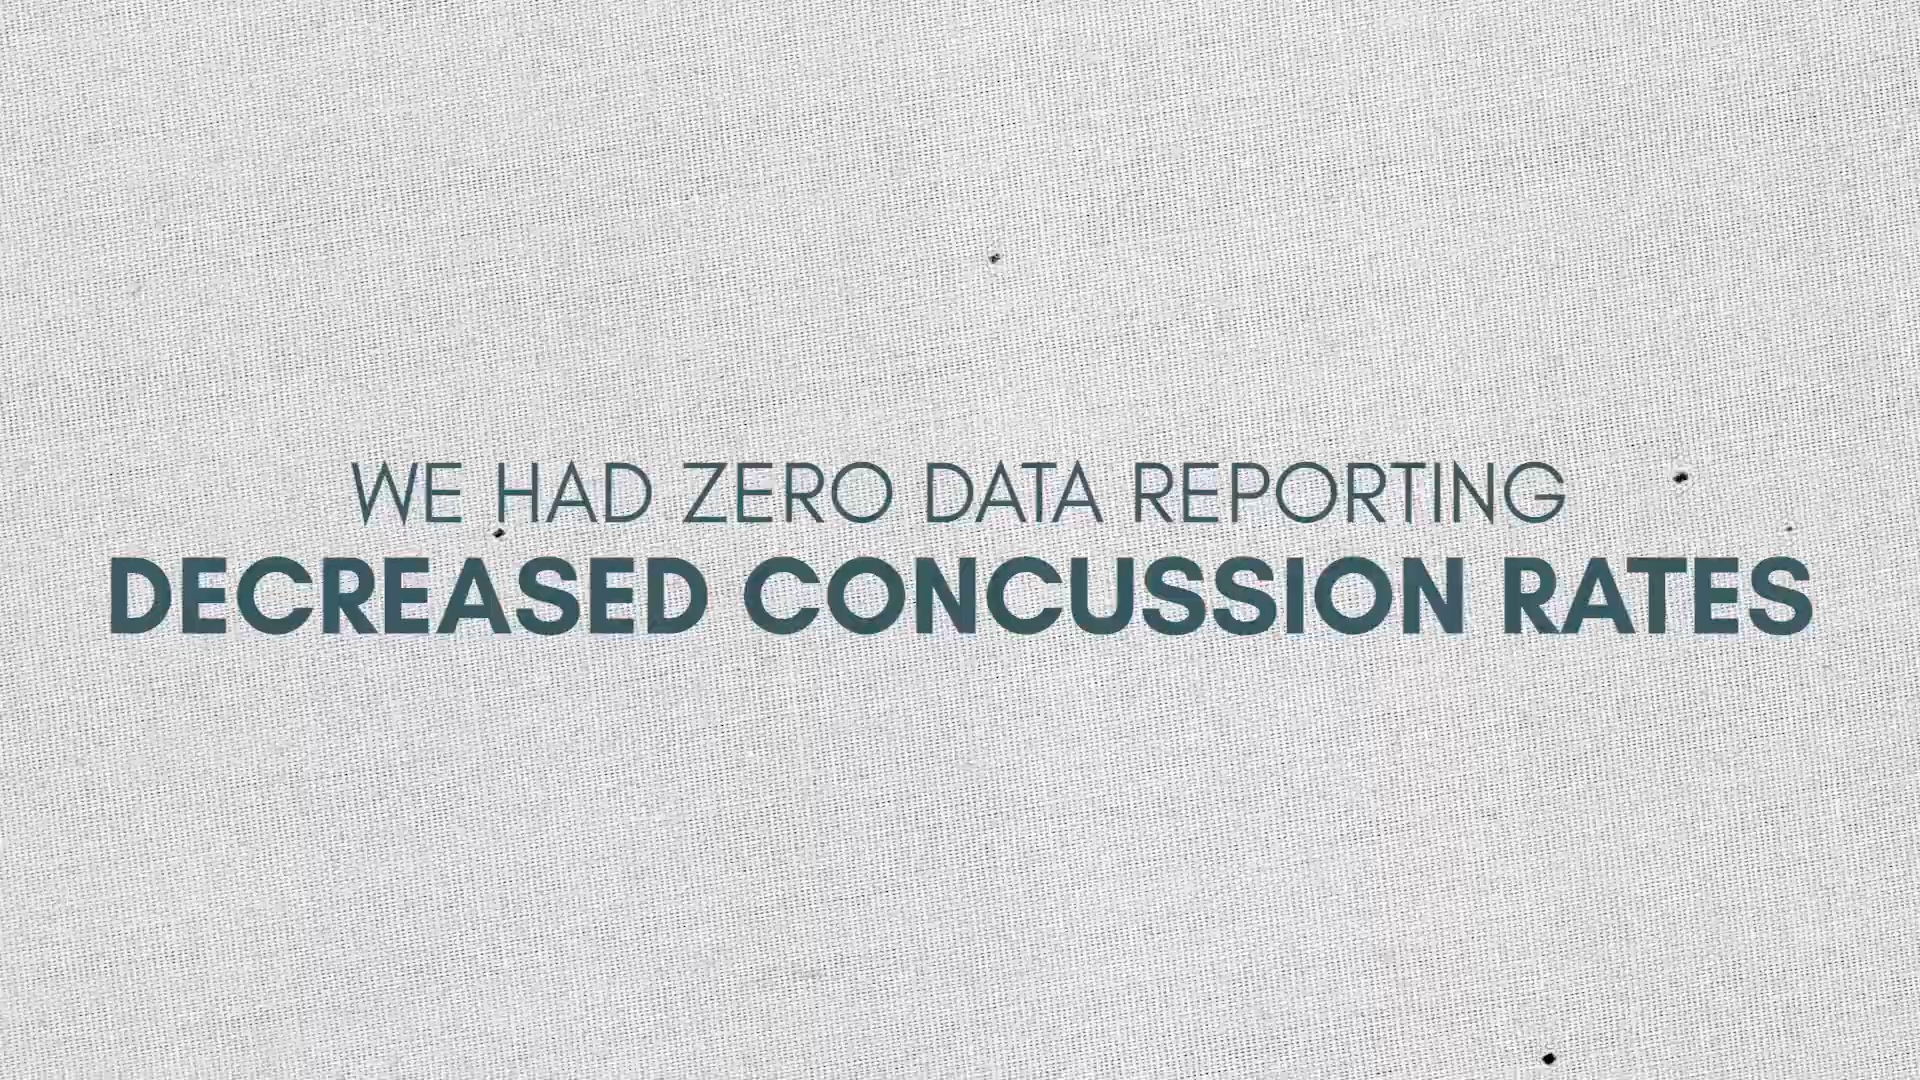 WE HAD ZERO DATA REPORTING
DECREASED CONCUSSION RATES